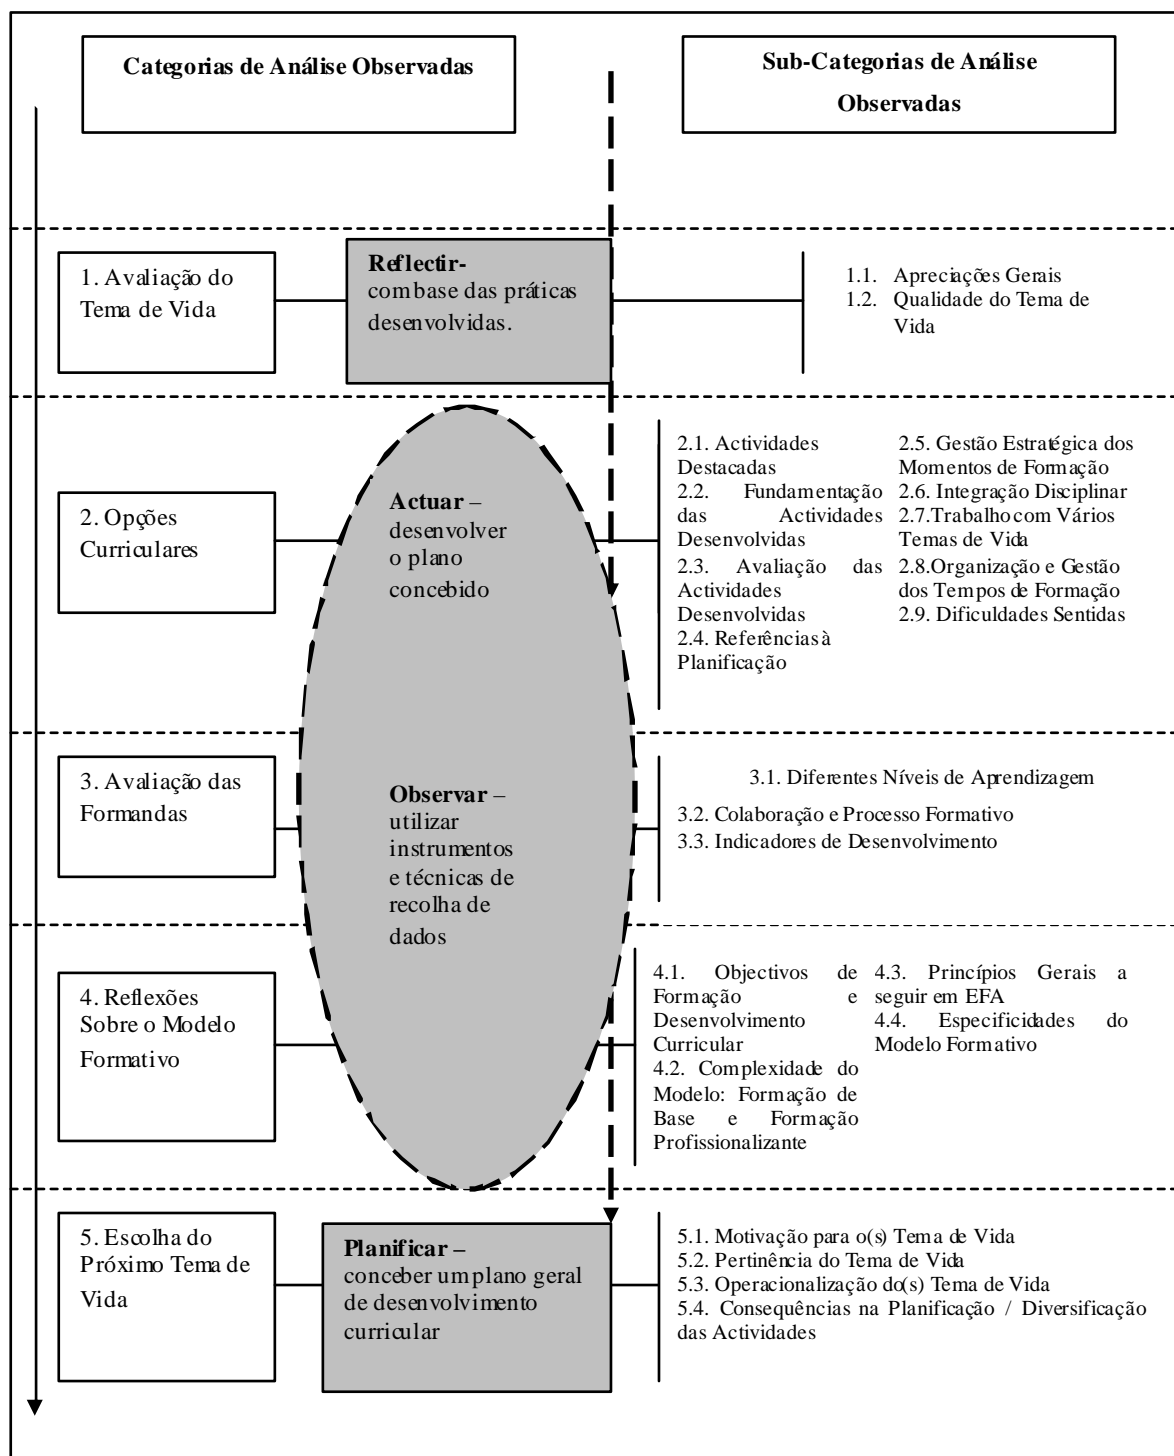 Categorias de Análise Observadas
Sub-Categorias de Análise
Observadas
1. Avaliação do
Tema de Vida
Reflectir-
com base das práticas
desenvolvidas.
1.1. Apreciações Gerais
1.2. Qualidade do Tema de
Vida
2. Opções
Curriculares
Actuar –
desenvolver
o plano
concebido
2.1. Actividades
Destacadas
2.2. Fundamentação
das Actividades
Desenvolvidas
2.3. Avaliação das
Actividades
Desenvolvidas
2.4. Referências à
Planificação
2.5. Gestão Estratégica dos
Momentos de Formação
2.6. Integração Disciplinar
2.7.Trabalho com Vários
Temas de Vida
2.8.Organização e Gestão
dos Tempos de Formação
2.9. Dificuldades Sentidas
3. Avaliação das
Formandas
Observar –
utilizar
instrumentos
e técnicas de
recolha de
dados
3.1. Diferentes Níveis de Aprendizagem
3.2. Colaboração e Processo Formativo
3.3. Indicadores de Desenvolvimento
4. Reflexões
Sobre o Modelo
Formativo
4.1. Objectivos de
Formação e
Desenvolvimento
Curricular
4.2. Complexidade do
Modelo: Formação de
Base e Formação
Profissionalizante
4.3. Princípios Gerais a
seguir em EFA
4.4. Especificidades do
Modelo Formativo
5. Escolha do
Próximo Tema de
Vida
Planificar –
conceber um plano geral
de desenvolvimento
curricular
5.1. Motivação para o(s) Tema de Vida
5.2. Pertinência do Tema de Vida
5.3. Operacionalização do(s) Tema de Vida
5.4. Consequências na Planificação / Diversificação
das Actividades